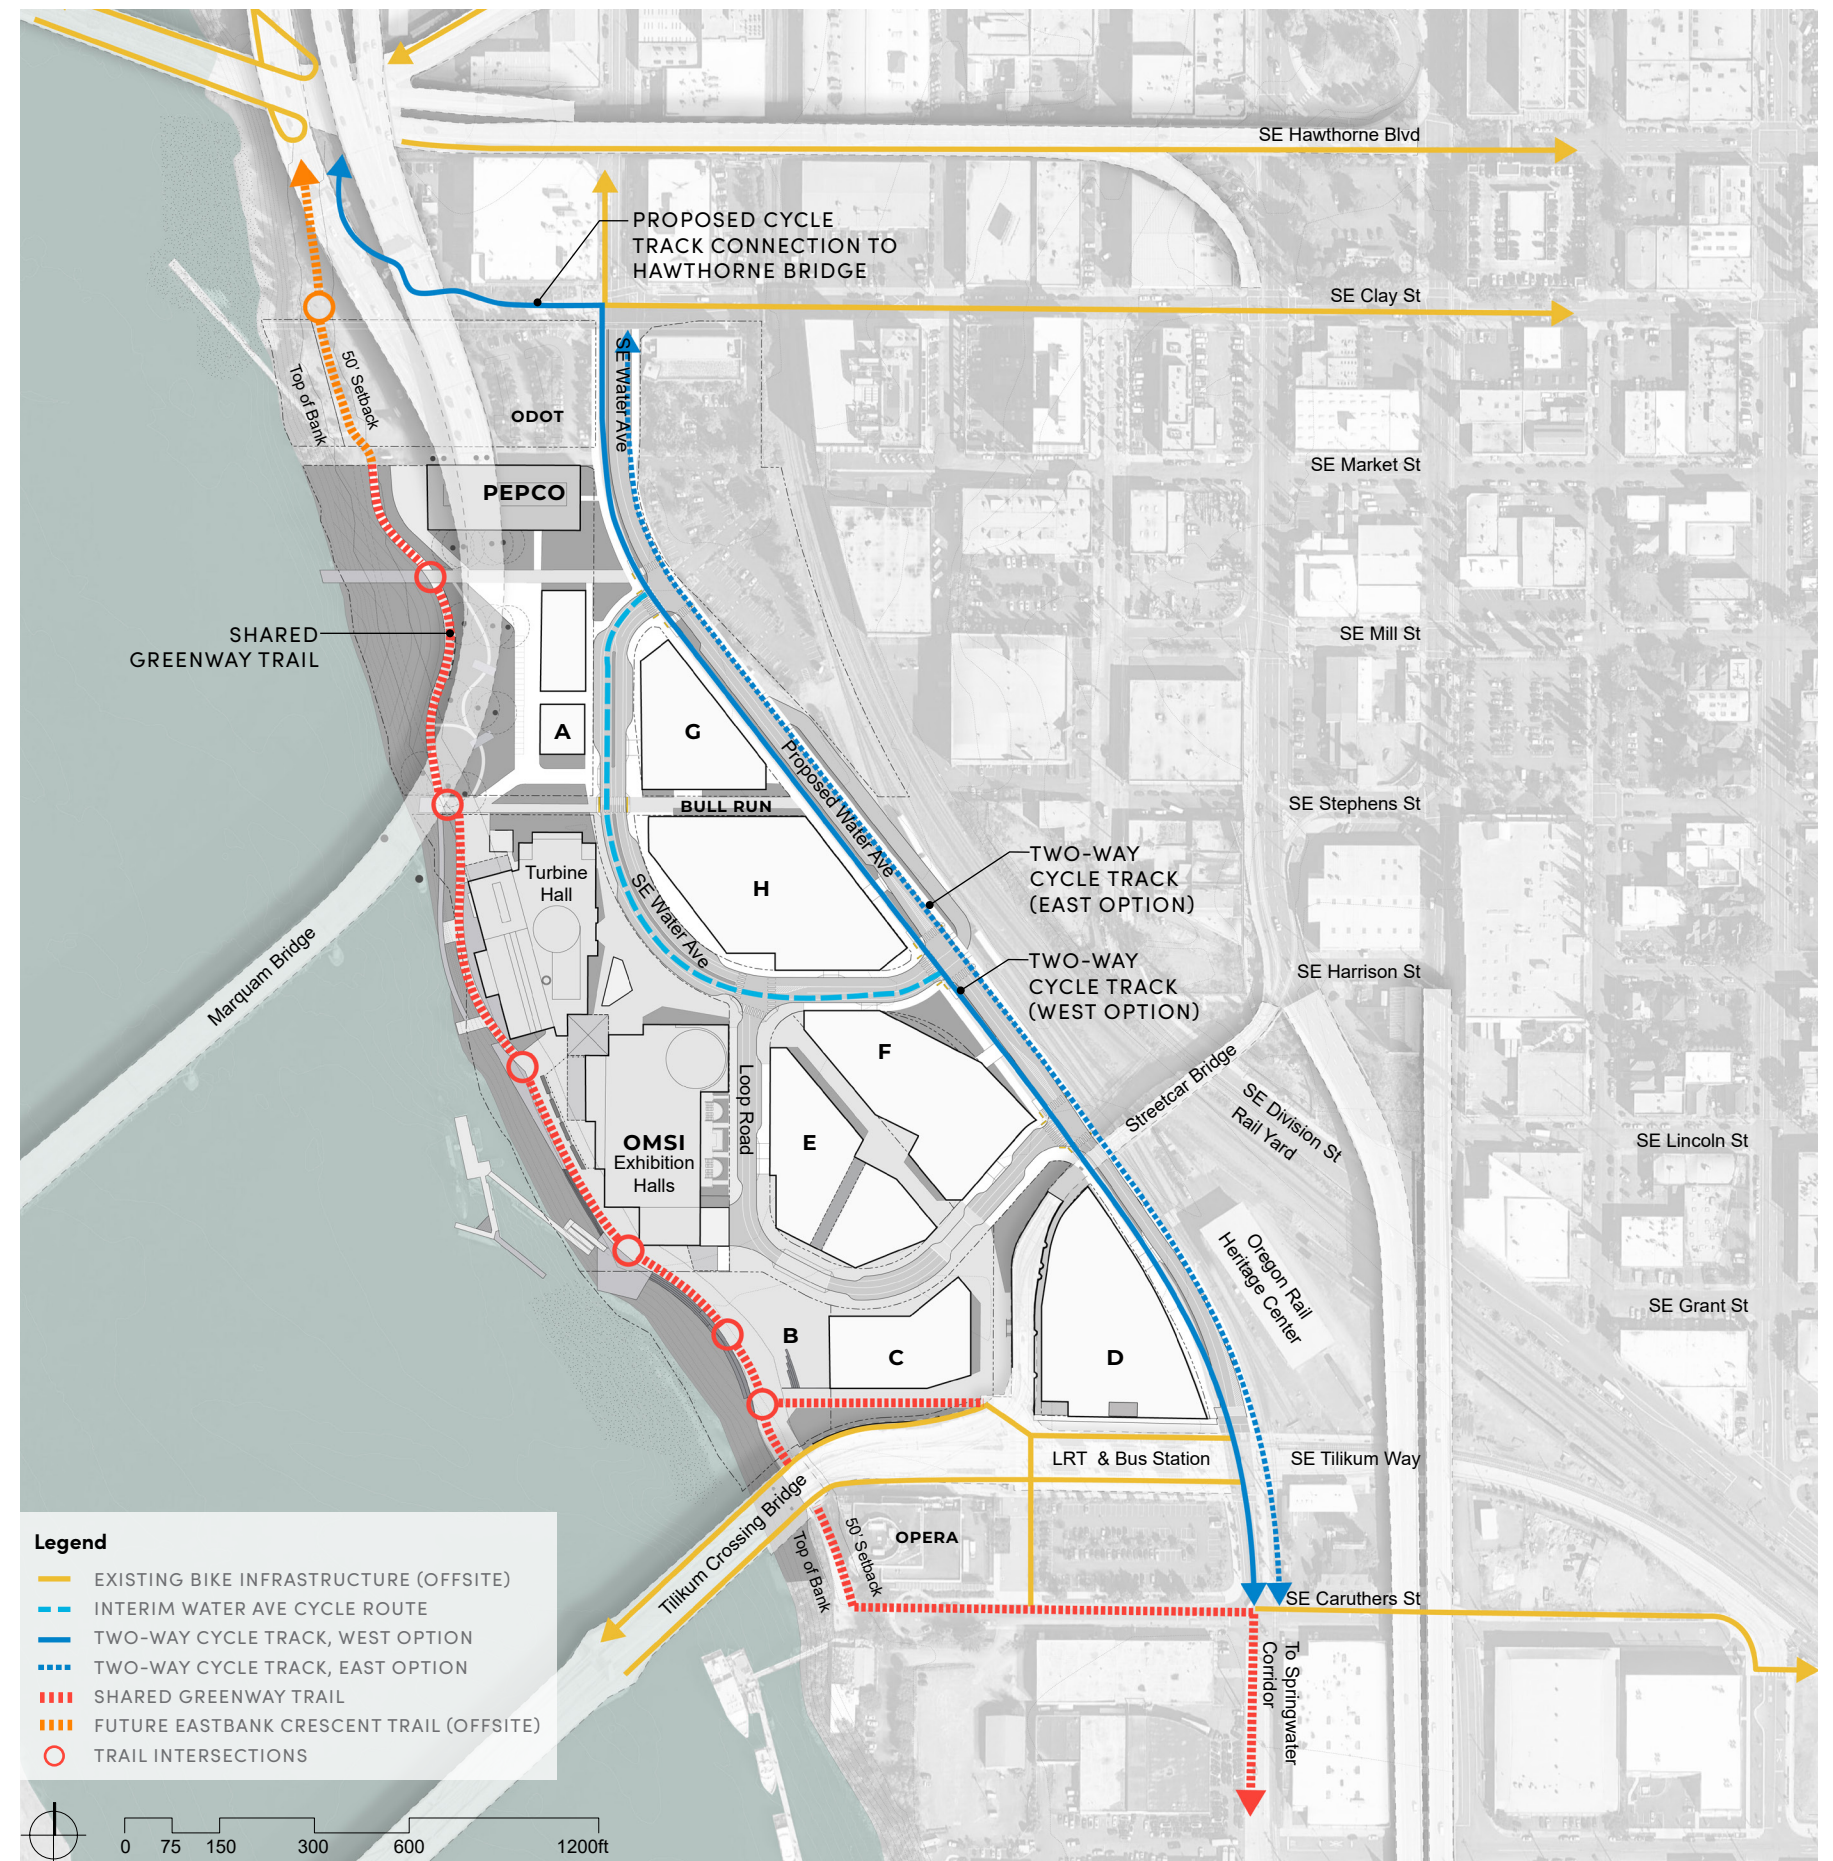 SE Hawthorne Blvd
PROPOSED CYCLE
TRACK CONNECTION TO
HAWTHORNE BRIDGE
SE Clay St
SE Water Ave
50' Setback
Top of Bank
ODOT
SE Market St
PEPCO
SHARED
GREENWAY TRAIL
SE Mill St
A
G
Proposed Water Ave
BULL RUN
SE Stephens St
Turbine
Hall
H
SE Water Ave
TWO-WAY
CYCLE TRACK
(EAST OPTION)
Marquam Bridge
TWO-WAY
CYCLE TRACK
(WEST OPTION)
SE Harrison St
F
Loop Road
Streetcar Bridge
SE Division St
Rail Yard
E
OMSI
Exhibition
Halls
SE Lincoln St
Oregon Rail
Heritage Center
SE Grant St
B
C
D
LRT & Bus Station
SE Tilikum Way
Tilikum Crossing Bridge
50' Setback
Top of Bank
OPERA
SE Caruthers St
To Springwater
Corridor
Legend
EXISTING BIKE INFRASTRUCTURE (OFFSITE)
INTERIM WATER AVE CYCLE ROUTE
TWO-WAY CYCLE TRACK, WEST OPTION
TWO-WAY CYCLE TRACK, EAST OPTION
SHARED GREENWAY TRAIL
FUTURE EASTBANK CRESCENT TRAIL (OFFSITE)
TRAIL INTERSECTIONS
0 75 150 300 600 1200ft